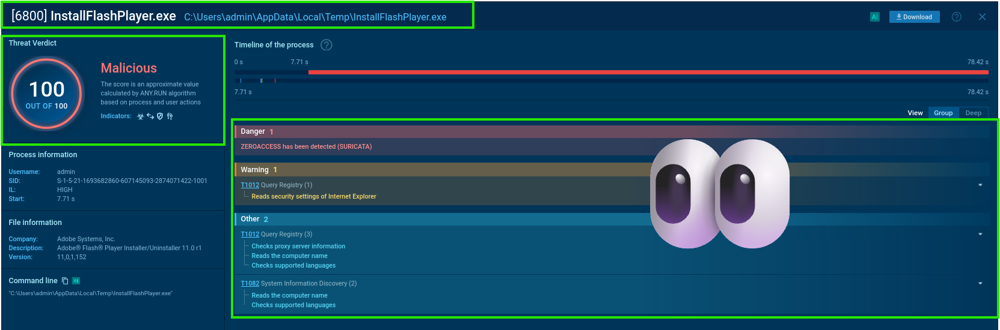 [6800] InstallFlashPlayer.exe C:\Users\admin\AppData\Local\Temp\InstallFlashPlayer.exe
AI
Download
?
Threat Verdict
100
OUT OF 100
Malicious
The score is an approximate value
calculated by ANY.RUN algorithm
based on process and user actions
Indicators:
Process information
Username: admin
SID: S-1-5-21-1693682860-607145093-2874071422-1001
IL: HIGH
Start: 7.71 s
File information
Company: Adobe Systems, Inc.
Description: Adobe® Flash® Player Installer/Uninstaller 11.0 r1
Version: 11,0,1,152
Command line AI
"C:\Users\admin\AppData\Local\Temp\InstallFlashPlayer.exe"
Timeline of the process ?
0 s 7.71 s 78.42 s
7.71 s 78.42 s
View Group Deep
Danger 1
ZEROACCESS has been detected (SURICATA)
Warning 1
T1012 Query Registry (1)
Reads security settings of Internet Explorer
Other 2
T1012 Query Registry (3)
Checks proxy server information
Reads the computer name
Checks supported languages
T1082 System Information Discovery (2)
Reads the computer name
Checks supported languages